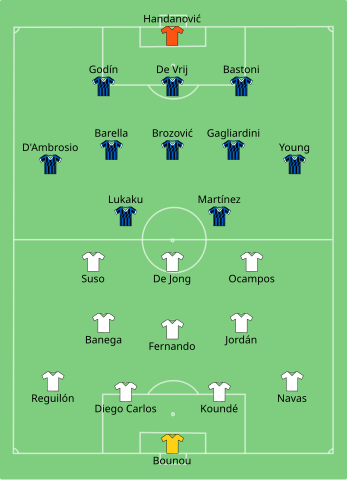 Handanović
Godín De Vrij Bastoni
D'Ambrosio Barella Brozović Gagliardini Young
Lukaku Martínez
Suso De Jong Ocampos
Banega Fernando Jordán
Reguilón Diego Carlos Koundé Navas
Bounou